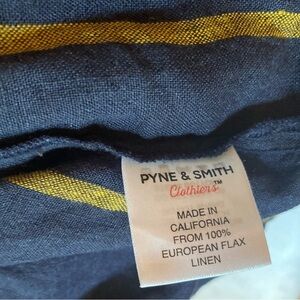 PYNE & SMITH
Clothiers™
MADE IN
CALIFORNIA
FROM 100%
EUROPEAN FLAX
LINEN